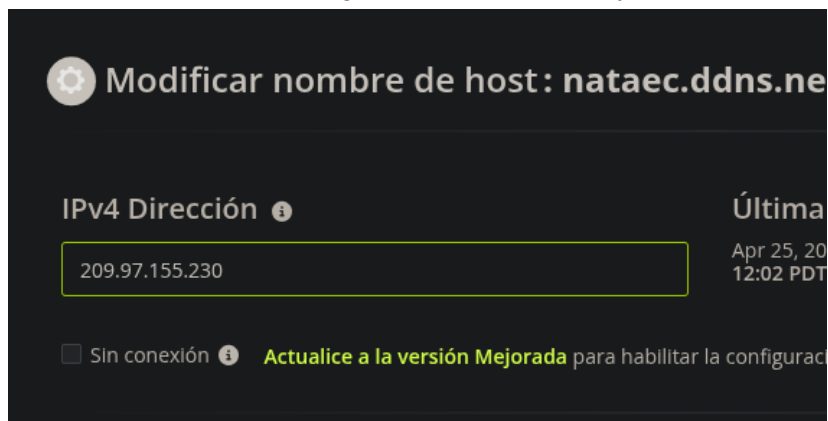 Modificar nombre de host: nataec.ddns.ne
IPv4 Dirección
Última
209.97.155.230
Apr 25, 20
12:02 PDT
Sin conexión
Actualice a la versión Mejorada para habilitar la configuraci